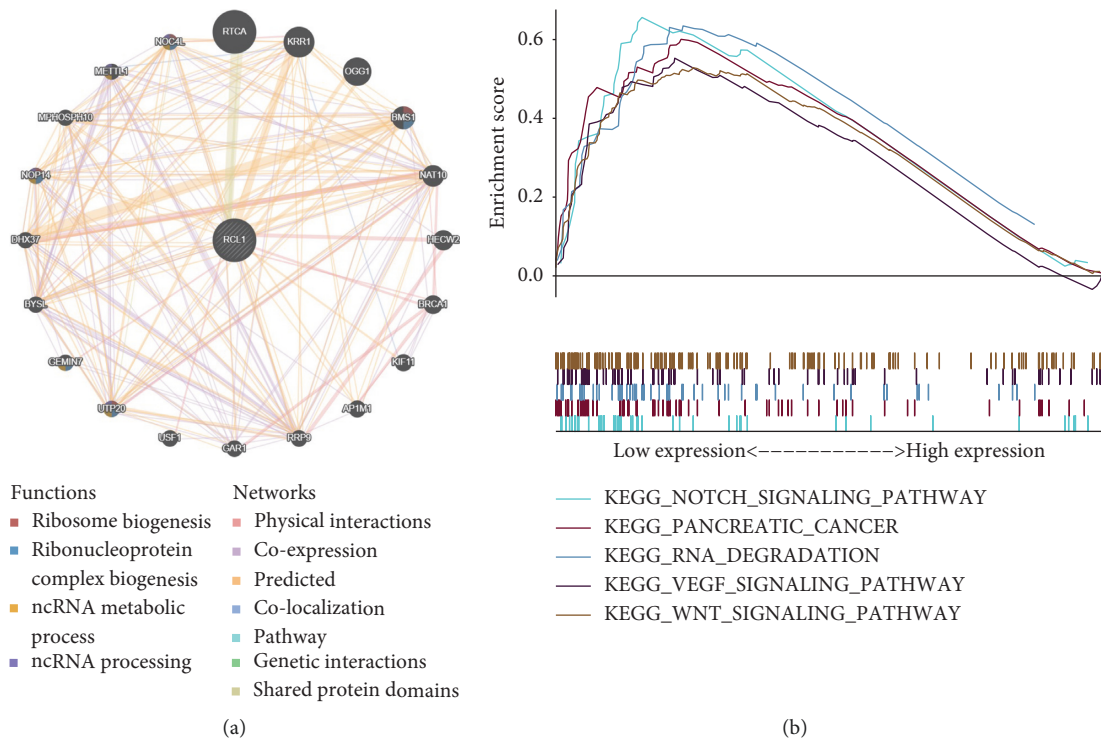 RTCA
NOC4L
KRR1
METTL1
OGG1
MPHOSPH10
BMS1
NOP14
NAT10
DHX37
RCL1
HECW2
BYSL
BRCA1
GEMIN7
KIF11
UTP20
AP1M1
USF1
GAR1
RRP9
Functions
Ribosome biogenesis
Ribonucleoprotein
complex biogenesis
ncRNA metabolic
process
ncRNA processing
Networks
Physical interactions
Co-expression
Predicted
Co-localization
Pathway
Genetic interactions
Shared protein domains
(a)
Enrichment score
0.6
0.4
0.2
0.0
Low expression<----------->High expression
KEGG_NOTCH_SIGNALING_PATHWAY
KEGG_PANCREATIC_CANCER
KEGG_RNA_DEGRADATION
KEGG_VEGF_SIGNALING_PATHWAY
KEGG_WNT_SIGNALING_PATHWAY
(b)